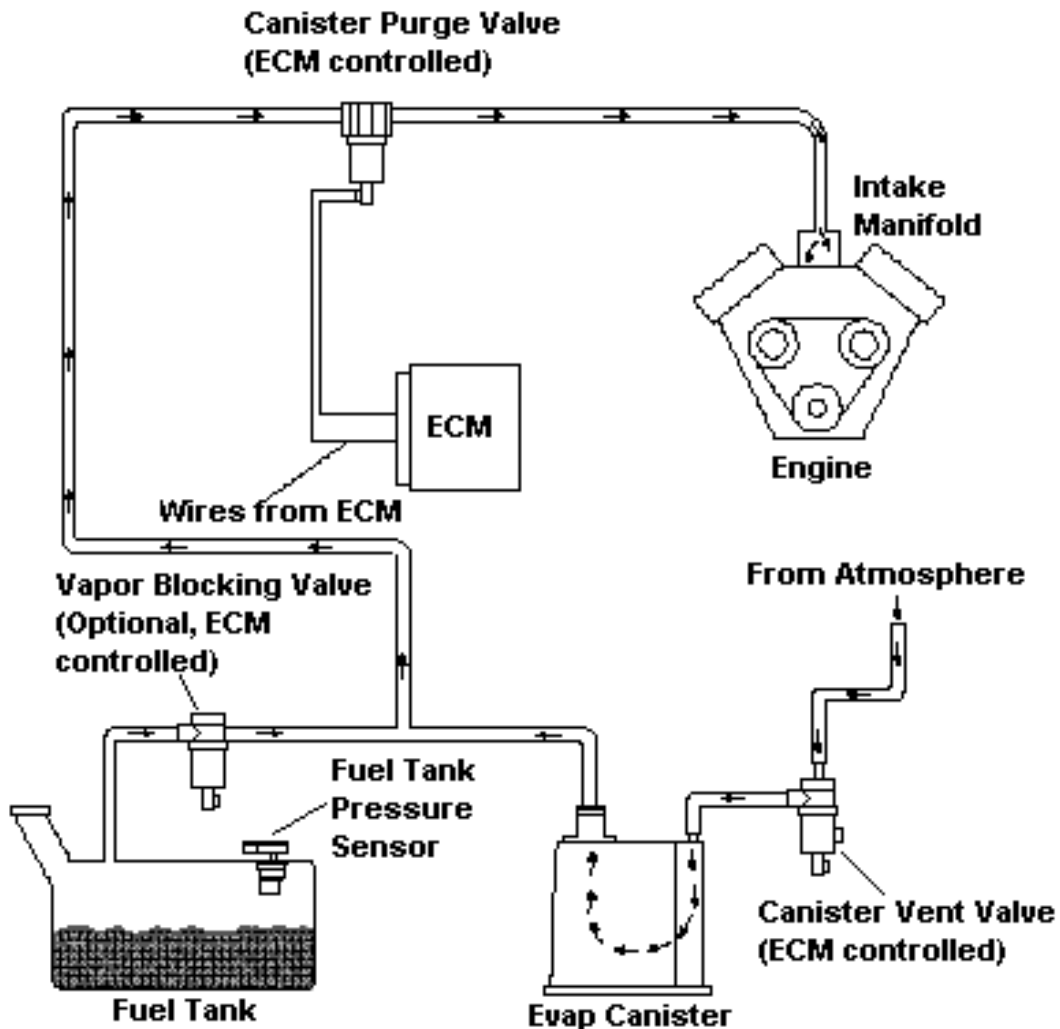 Canister Purge Valve
(ECM controlled)
Intake
Manifold
ECM
Engine
Wires from ECM
Vapor Blocking Valve
(Optional, ECM
controlled)
From Atmosphere
Fuel Tank
Pressure
Sensor
Canister Vent Valve
(ECM controlled)
Fuel Tank
Evap Canister